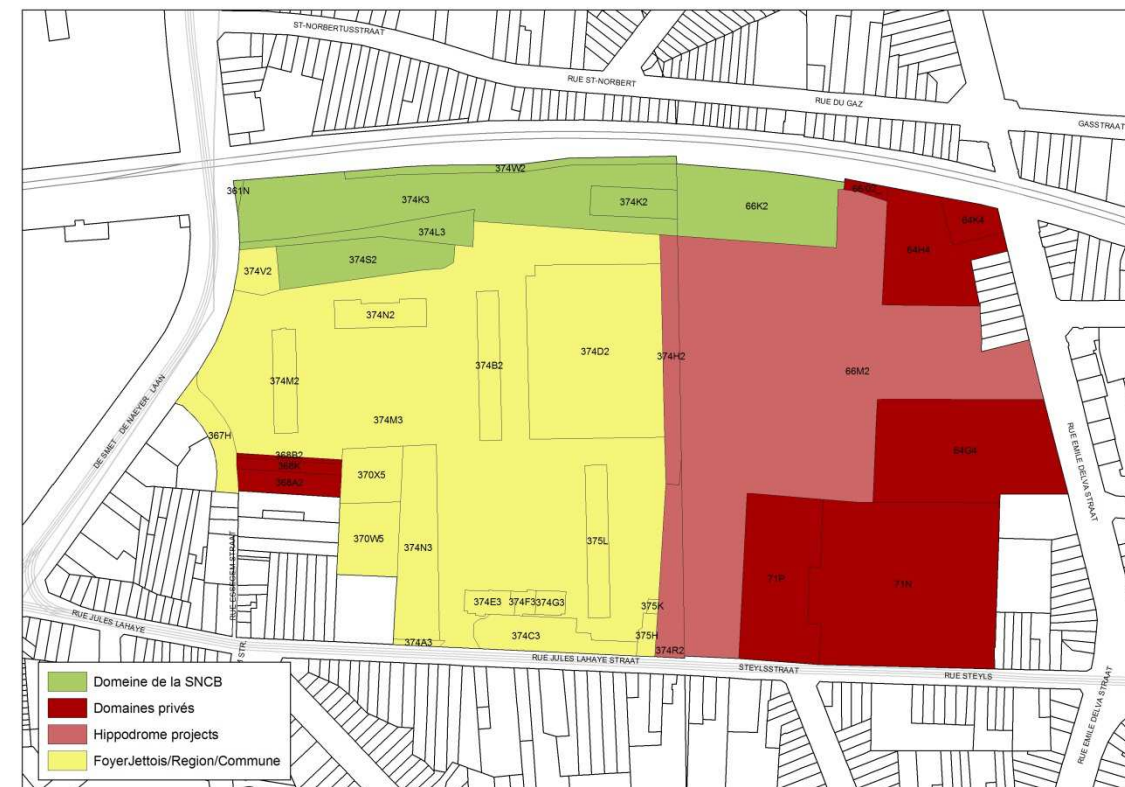 ST-NORBERTUSSTRAAT
RUE ST-NORBERT
RUE DU GAZ
GASSTRAAT
374W2
361N
374K3
374K2
66K2
64K4
374L3
64H4
374V2
374S2
374N2
374B2
374D2
374H2
374M2
66M2
DE SMET DE NAEYER LAAN
374M3
367H
368B2
368K
370X5
64G4
RUE EMILE DELVA STRAAT
370W5
374N3
375L
71P
71N
RUE ESSEGEM STRAAT
374E3
374F3
374G3
375K
374C3
375H
374A3
374R2
RUE JULES LAHAYE
STR.
RUE JULES LAHAYE STRAAT
STEYLSSTRAAT
RUE STEYLS
RUE EMILE DELVA STRAAT
Domeine de la SNCB
Domaines privés
Hippodrome projects
FoyerJettois/Region/Commune